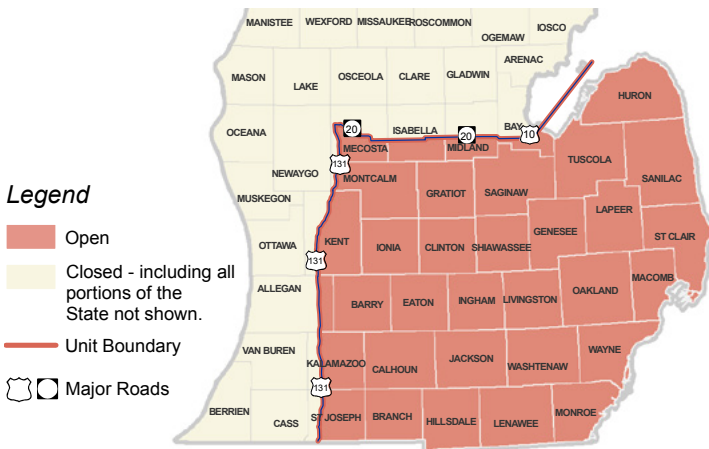 MANISTEE WEXFORD MISSAUKEE ROSCOMMON IOSCO
OGEMAW
ARENAC
MASON LAKE OSCEOLA CLARE GLADWIN
HURON
OCEANA 20 ISABELLA 20 BAY 10
MECOSTA MIDLAND
131 TUSCOLA
NEWAYGO MONTCALM SANILAC
MUSKEGON GRATIOT SAGINAW
LAPEER
GENESEE
OTTAWA KENT IONIA CLINTON SHIAWASSEE ST CLAIR
131
ALLEGAN MACOMB
BARRY EATON INGHAM LIVINGSTON OAKLAND
VAN BUREN KALAMAZOO CALHOUN JACKSON WASHTENAW WAYNE
131
BERRIEN CASS ST JOSEPH BRANCH HILLSDALE LENAWEE MONROE
Legend
Open
Closed - including all
portions of the
State not shown.
Unit Boundary
Major Roads